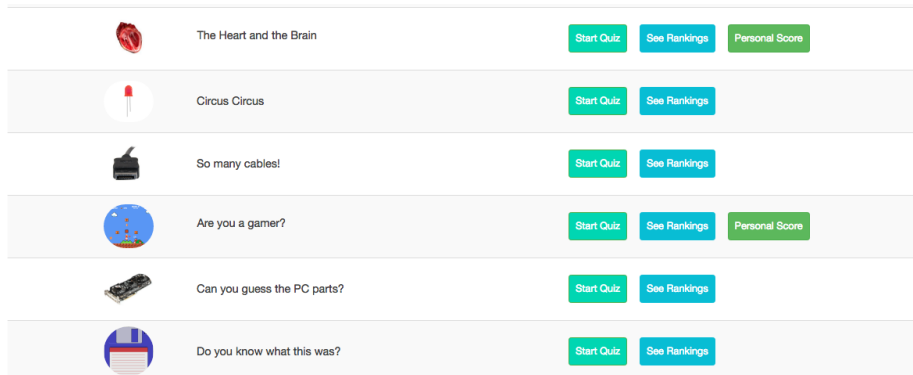 The Heart and the Brain
Start Quiz See Rankings Personal Score
Circus Circus
Start Quiz See Rankings
So many cables!
Start Quiz See Rankings
Are you a gamer?
Start Quiz See Rankings Personal Score
Can you guess the PC parts?
Start Quiz See Rankings
Do you know what this was?
Start Quiz See Rankings